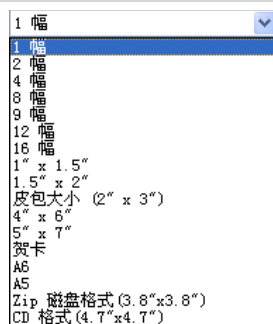 1 幅
1 幅
2 幅
4 幅
8 幅
9 幅
12 幅
16 幅
1″ x 1.5″
1.5″ x 2″
皮包大小 (2″ x 3″)
4″ x 6″
5″ x 7″
贺卡
A6
A5
Zip 磁盘格式(3.8″x3.8″)
CD 格式(4.7″x4.7″)